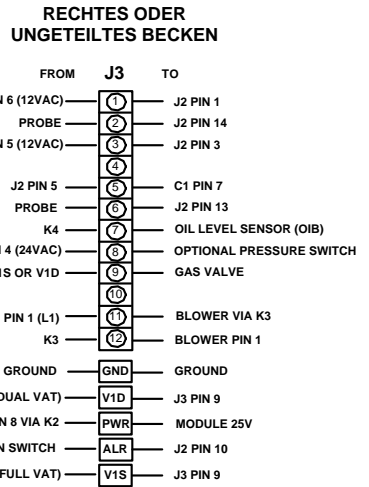 RECHTES ODER
UNGETEILTES BECKEN
FROM J3 TO
6 (12VAC) 1 J2 PIN 1
PROBE 2 J2 PIN 14
5 (12VAC) 3 J2 PIN 3
4
J2 PIN 5 5 C1 PIN 7
PROBE 6 J2 PIN 13
K4 7 OIL LEVEL SENSOR (OIB)
4 (24VAC) 8 OPTIONAL PRESSURE SWITCH
OR V1D 9 GAS VALVE
10
PIN 1 (L1) 11 BLOWER VIA K3
K3 12 BLOWER PIN 1
GROUND GND GROUND
VAT) V1D J3 PIN 9
8 VIA K2 PWR MODULE 25V
SWITCH ALR J2 PIN 10
VAT) V1S J3 PIN 9